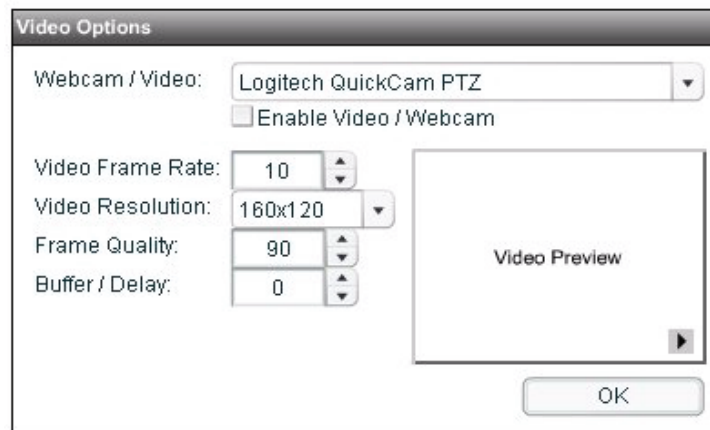 Video Options
Webcam / Video: Logitech QuickCam PTZ
Enable Video / Webcam
Video Frame Rate: 10
Video Resolution: 160x120
Frame Quality: 90
Buffer / Delay: 0
Video Preview
OK